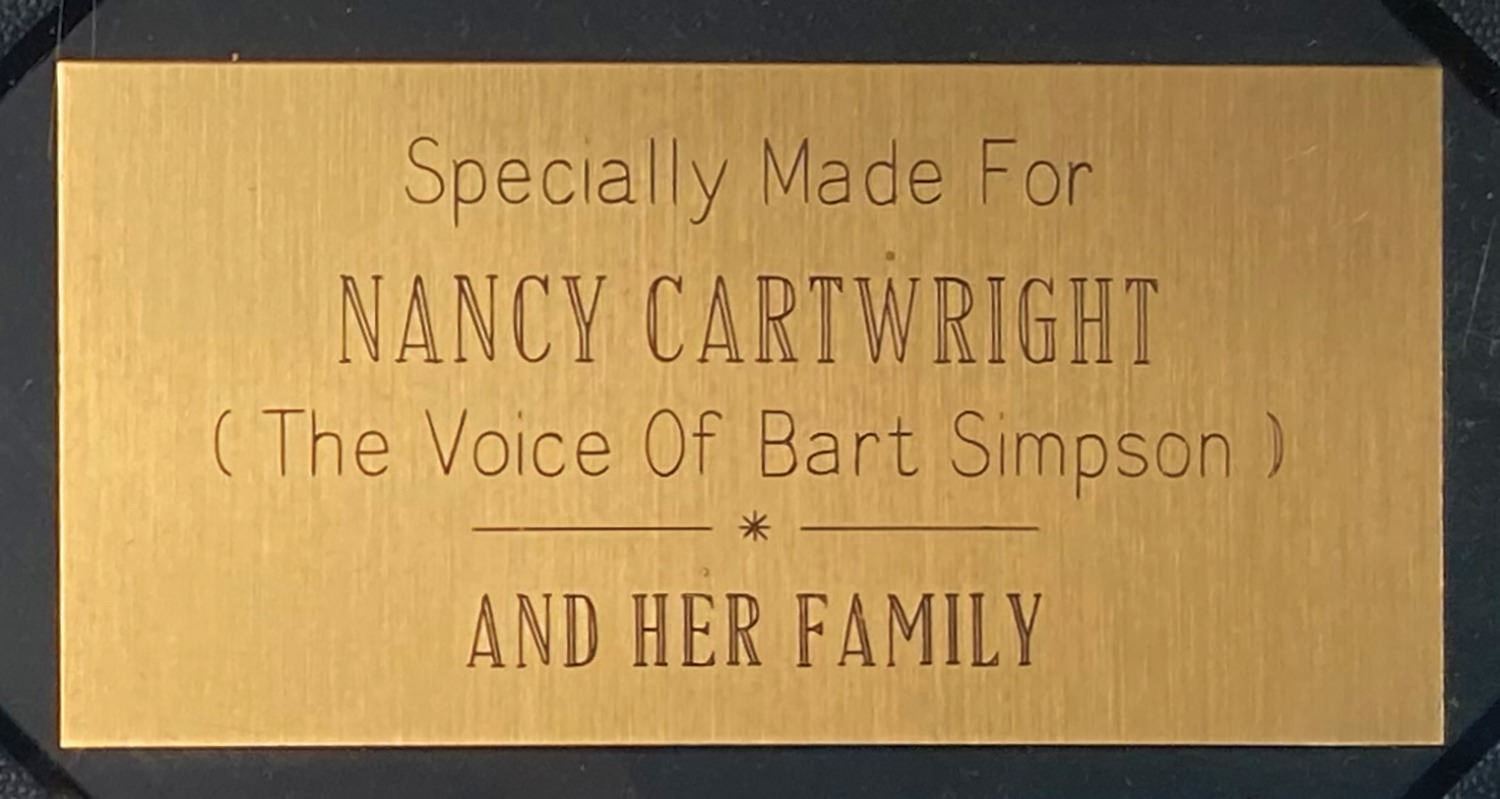 Specially Made For
NANCY CARTWRIGHT
( The Voice Of Bart Simpson )
*
AND HER FAMILY